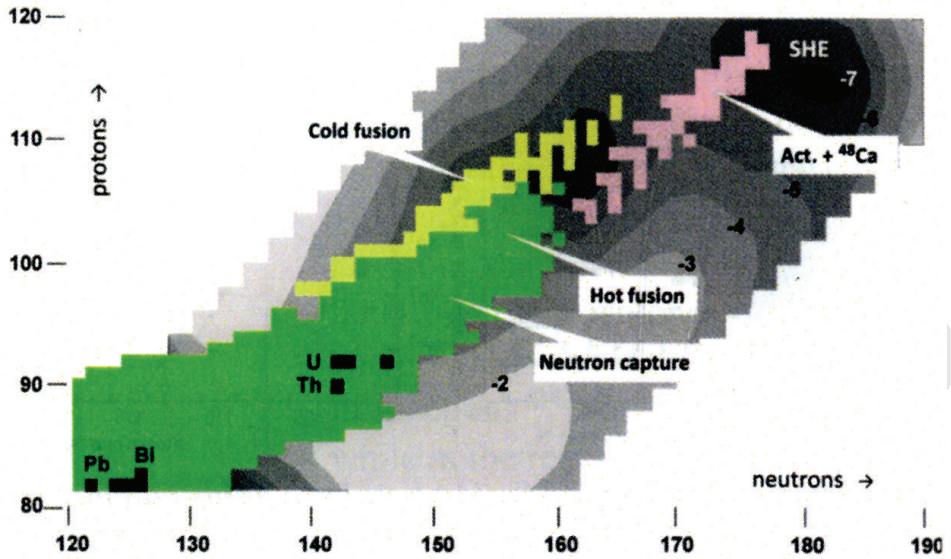 120
SHE
-7
protons →
Cold fusion
-6
110
Act. + ⁴⁸Ca
-5
-4
100
-3
Hot fusion
U
Neutron capture
Th
90
-2
Bi
Pb
neutrons →
80
120 130 140 150 160 170 180 190